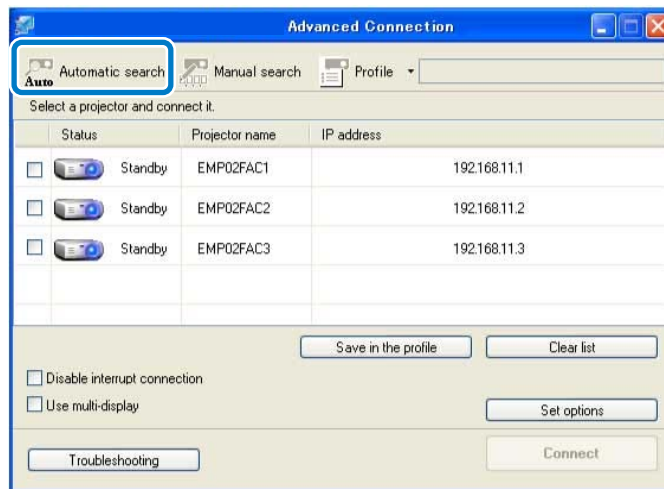 Advanced Connection
Auto Automatic search Manual search Profile
Select a projector and connect it.
Status Projector name IP address
Standby EMP02FAC1 192.168.11.1
Standby EMP02FAC2 192.168.11.2
Standby EMP02FAC3 192.168.11.3
Save in the profile Clear list
Disable interrupt connection
Use multi-display
Set options
Troubleshooting Connect